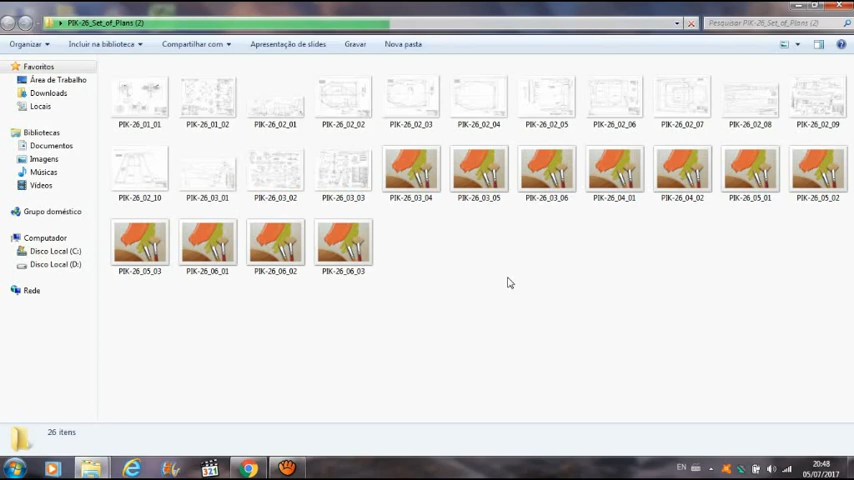 PIK-26_Set_of_Plans (2)
Pesquisar PIK-26_Set_of_Plans (2)
Organizar
Incluir na biblioteca
Compartilhar com
Apresentação de slides
Gravar
Nova pasta
Favoritos
Área de Trabalho
Downloads
Locais
Bibliotecas
Documentos
Imagens
Músicas
Vídeos
Grupo doméstico
Computador
Disco Local (C:)
Disco Local (D:)
Rede
PIK-26_01_01
PIK-26_01_02
PIK-26_02_01
PIK-26_02_02
PIK-26_02_03
PIK-26_02_04
PIK-26_02_05
PIK-26_02_06
PIK-26_02_07
PIK-26_02_08
PIK-26_02_09
PIK-26_02_10
PIK-26_03_01
PIK-26_03_02
PIK-26_03_03
PIK-26_03_04
PIK-26_03_05
PIK-26_03_06
PIK-26_04_01
PIK-26_04_02
PIK-26_05_01
PIK-26_05_02
PIK-26_05_03
PIK-26_06_01
PIK-26_06_02
PIK-26_06_03
26 itens
321
EN
20:48
05/07/2017